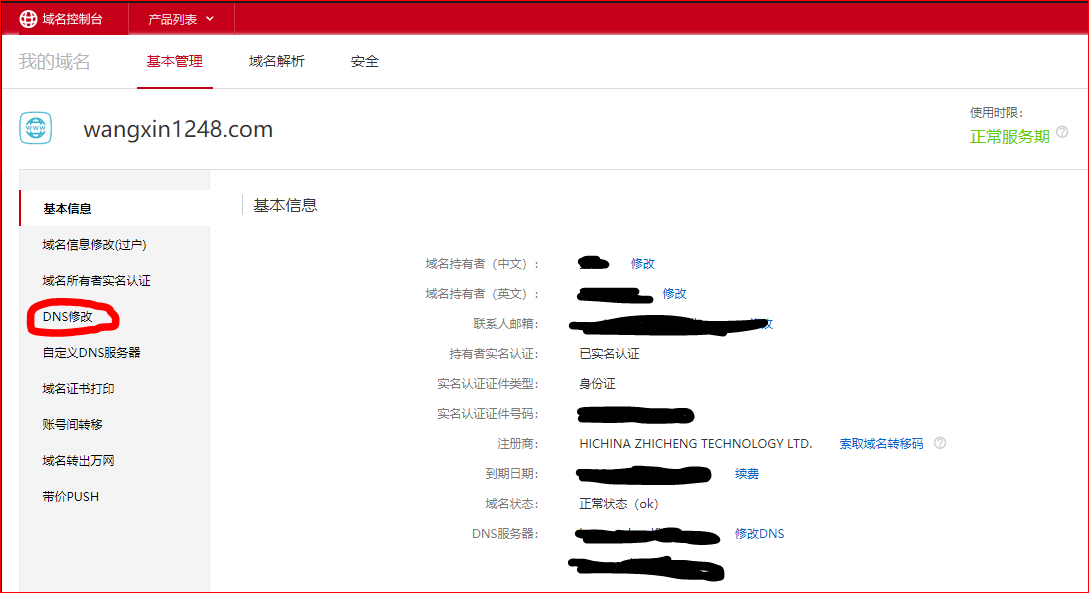 域名控制台 产品列表
我的域名 基本管理 域名解析 安全
www
wangxin1248.com
使用时限：
正常服务期 ?
基本信息
域名信息修改(过户)
域名所有者实名认证
DNS修改
自定义DNS服务器
域名证书打印
账号间转移
域名转出万网
带价PUSH
基本信息
域名持有者（中文）： 修改
域名持有者（英文）： 修改
联系人邮箱：
持有者实名认证： 已实名认证
实名认证证件类型： 身份证
实名认证证件号码：
注册商： HICHINA ZHICHENG TECHNOLOGY LTD. 索取域名转移码 ?
到期日期： 续费
域名状态： 正常状态（ok）
DNS服务器： 修改DNS